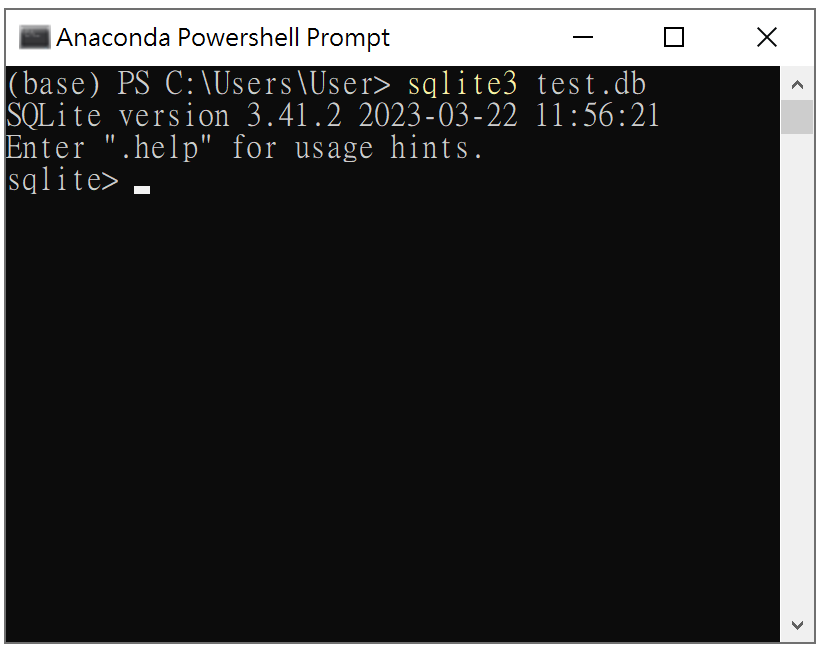 Anaconda Powershell Prompt
(base) PS C:\Users\User> sqlite3 test.db
SQLite version 3.41.2 2023-03-22 11:56:21
Enter ".help" for usage hints.
sqlite>